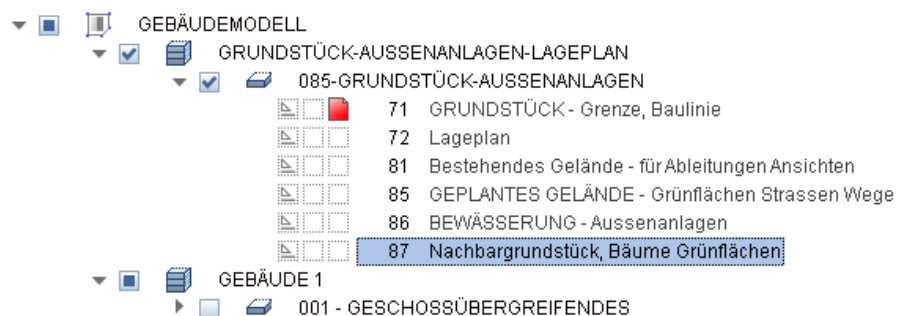 GEBÄUDEMODELL
GRUNDSTÜCK-AUSSENANLAGEN-LAGEPLAN
085-GRUNDSTÜCK-AUSSENANLAGEN
71 GRUNDSTÜCK - Grenze, Baulinie
72 Lageplan
81 Bestehendes Gelände - für Ableitungen Ansichten
85 GEPLANTES GELÄNDE - Grünflächen Strassen Wege
86 BEWÄSSERUNG - Aussenanlagen
87 Nachbargrundstück, Bäume Grünflächen
GEBÄUDE 1
001 - GESCHOSSÜBERGREIFENDES